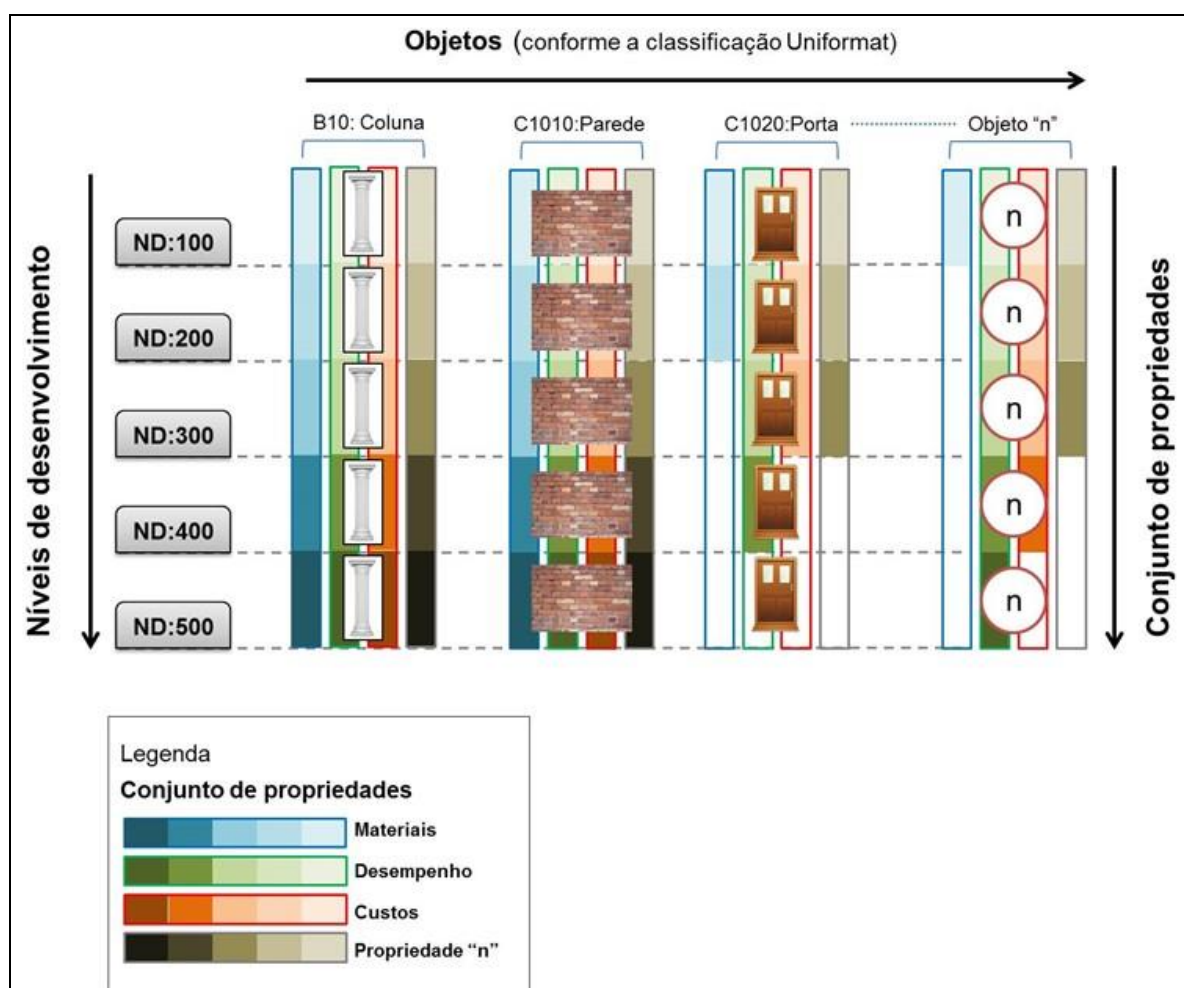 Objetos (conforme a classificação Uniformat)
B10: Coluna
C1010:Parede
C1020:Porta
Objeto "n"
Níveis de desenvolvimento
ND:100
ND:200
ND:300
ND:400
ND:500
n
n
n
n
n
Conjunto de propriedades
Legenda
Conjunto de propriedades
Materiais
Desempenho
Custos
Propriedade "n"